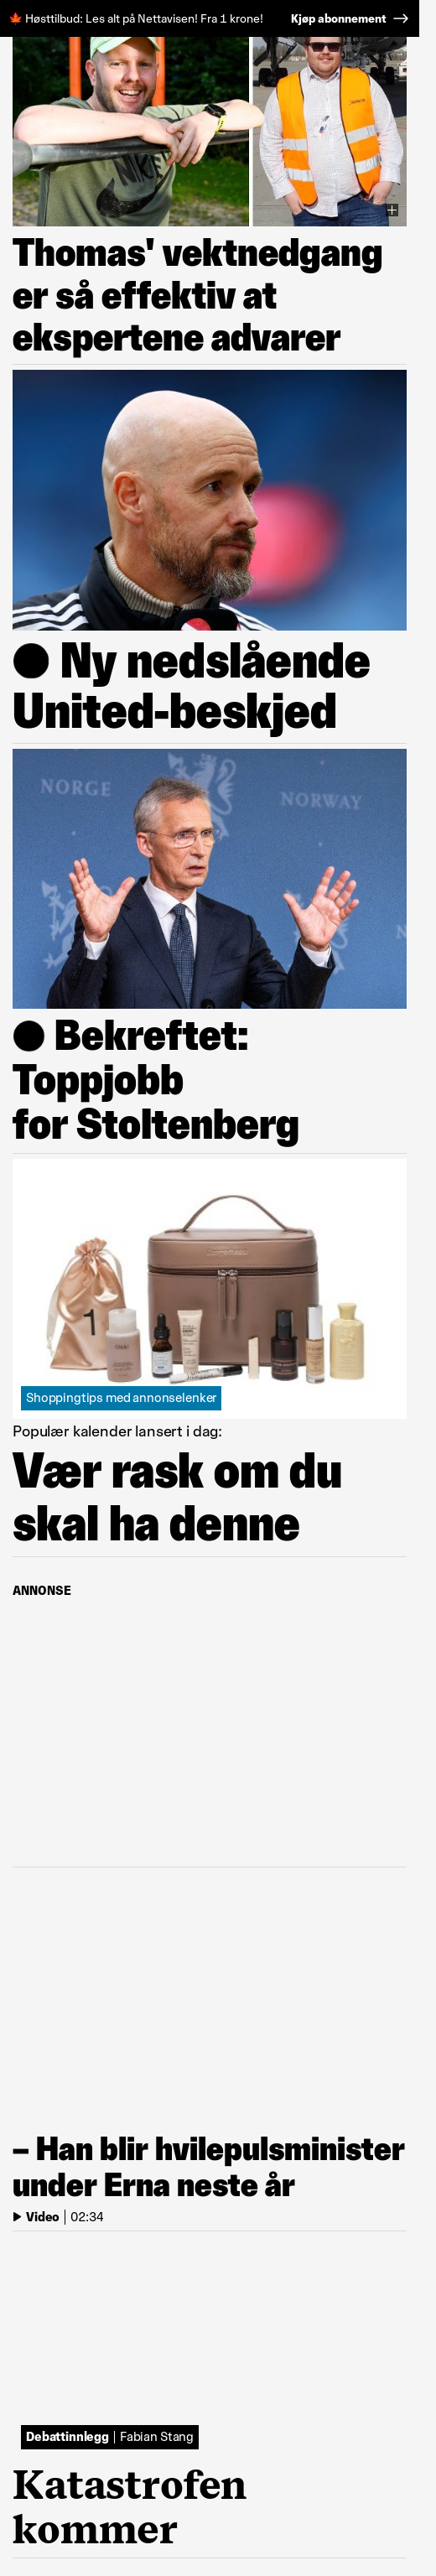 🍁 Høsttilbud: Les alt på Nettavisen! Fra 1 krone! Kjøp abonnement →
NIKE
Thomas' vektnedgang
er så effektiv at
ekspertene advarer
● Ny nedslående
United-beskjed
NORGE NORWAY
● Bekreftet:
Toppjobb
for Stoltenberg
1
Shoppingtips med annonselenker
Populær kalender lansert i dag:
Vær rask om du
skal ha denne
ANNONSE
– Han blir hvilepulsminister
under Erna neste år
Video | 02:34
Debattinnlegg | Fabian Stang
Katastrofen
kommer